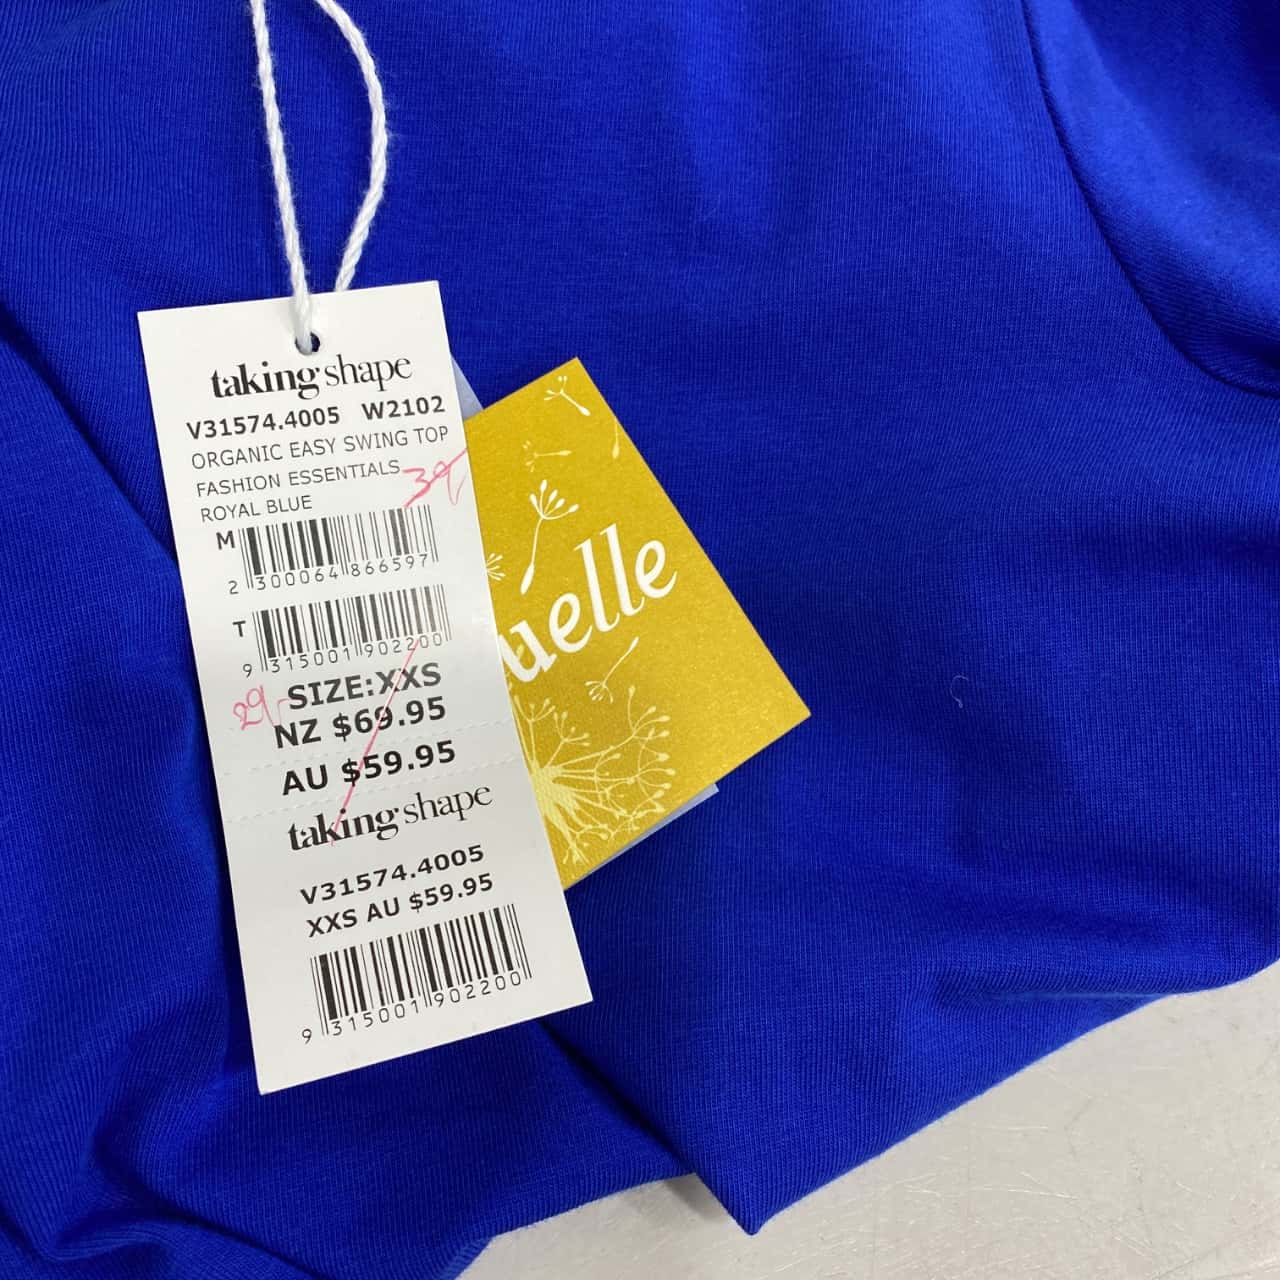 taking shape
V31574.4005 W2102
ORGANIC EASY SWING TOP
FASHION ESSENTIALS
39
ROYAL BLUE
M
2 300064 866597
T
9 315001 902200
29
SIZE:XXS
NZ $69.95
AU $59.95
taking shape
V31574.4005
XXS AU $59.95
9 315001 902200
uelle